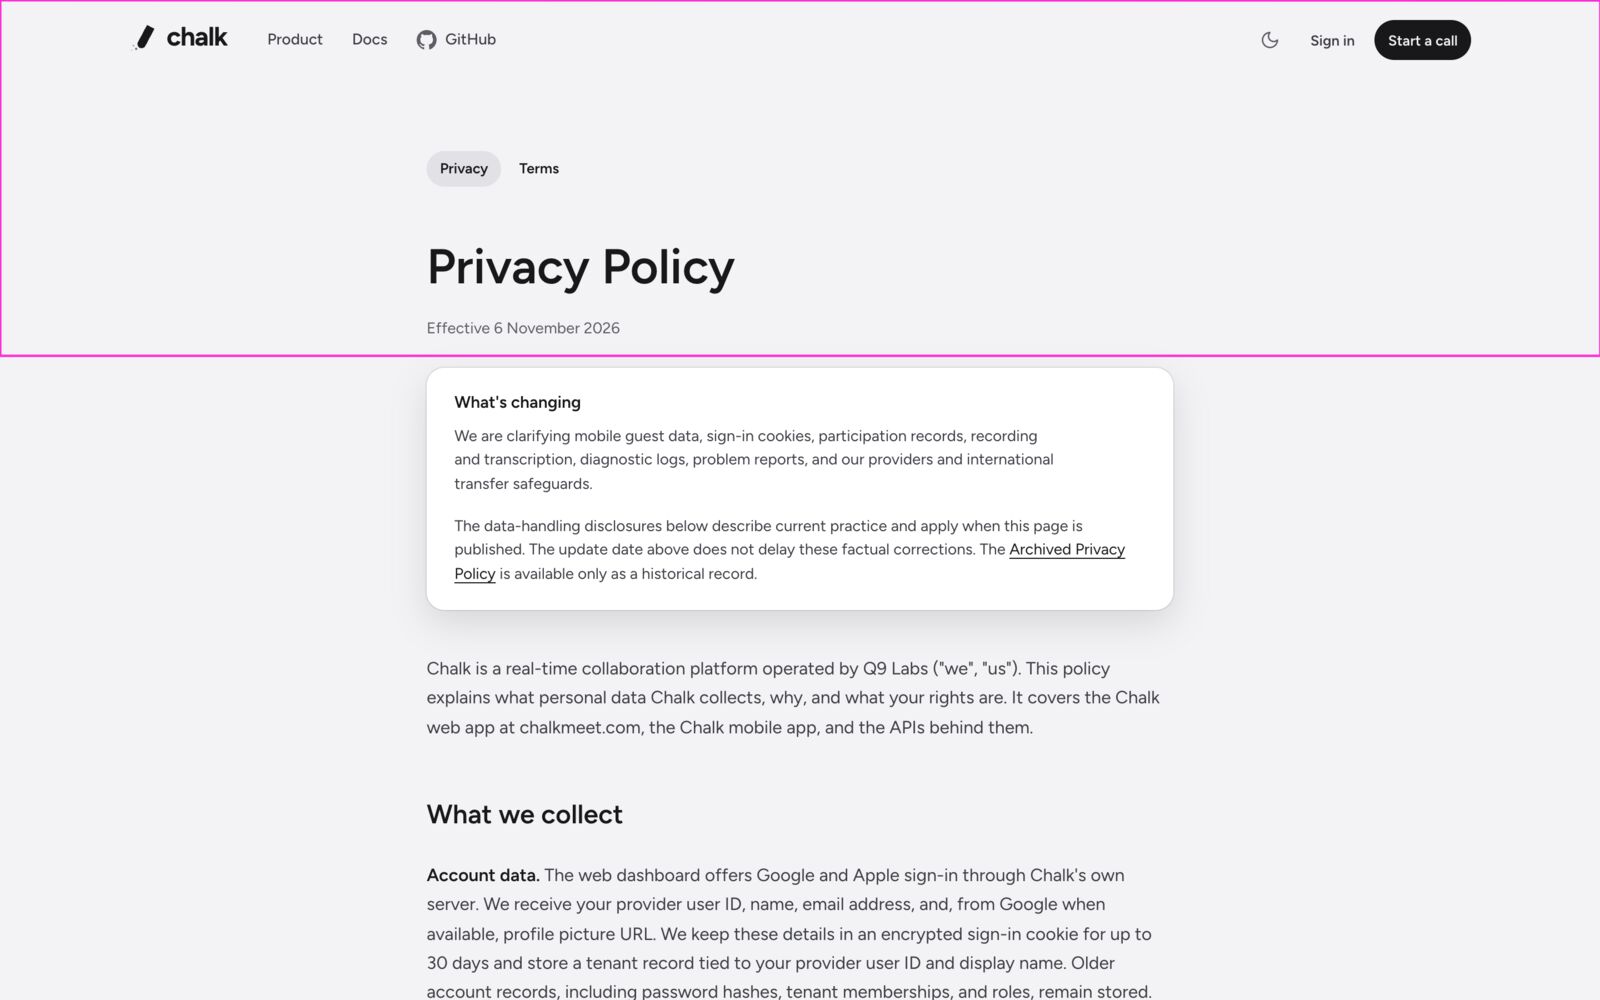 chalk Product Docs GitHub Sign in Start a call
Privacy Terms
Privacy Policy
Effective 6 November 2026
What's changing
We are clarifying mobile guest data, sign-in cookies, participation records, recording
and transcription, diagnostic logs, problem reports, and our providers and international
transfer safeguards.
The data-handling disclosures below describe current practice and apply when this page is
published. The update date above does not delay these factual corrections. The Archived Privacy
Policy is available only as a historical record.
Chalk is a real-time collaboration platform operated by Q9 Labs ("we", "us"). This policy
explains what personal data Chalk collects, why, and what your rights are. It covers the Chalk
web app at chalkmeet.com, the Chalk mobile app, and the APIs behind them.
What we collect
Account data. The web dashboard offers Google and Apple sign-in through Chalk's own
server. We receive your provider user ID, name, email address, and, from Google when
available, profile picture URL. We keep these details in an encrypted sign-in cookie for up to
30 days and store a tenant record tied to your provider user ID and display name. Older
account records, including password hashes, tenant memberships, and roles, remain stored.